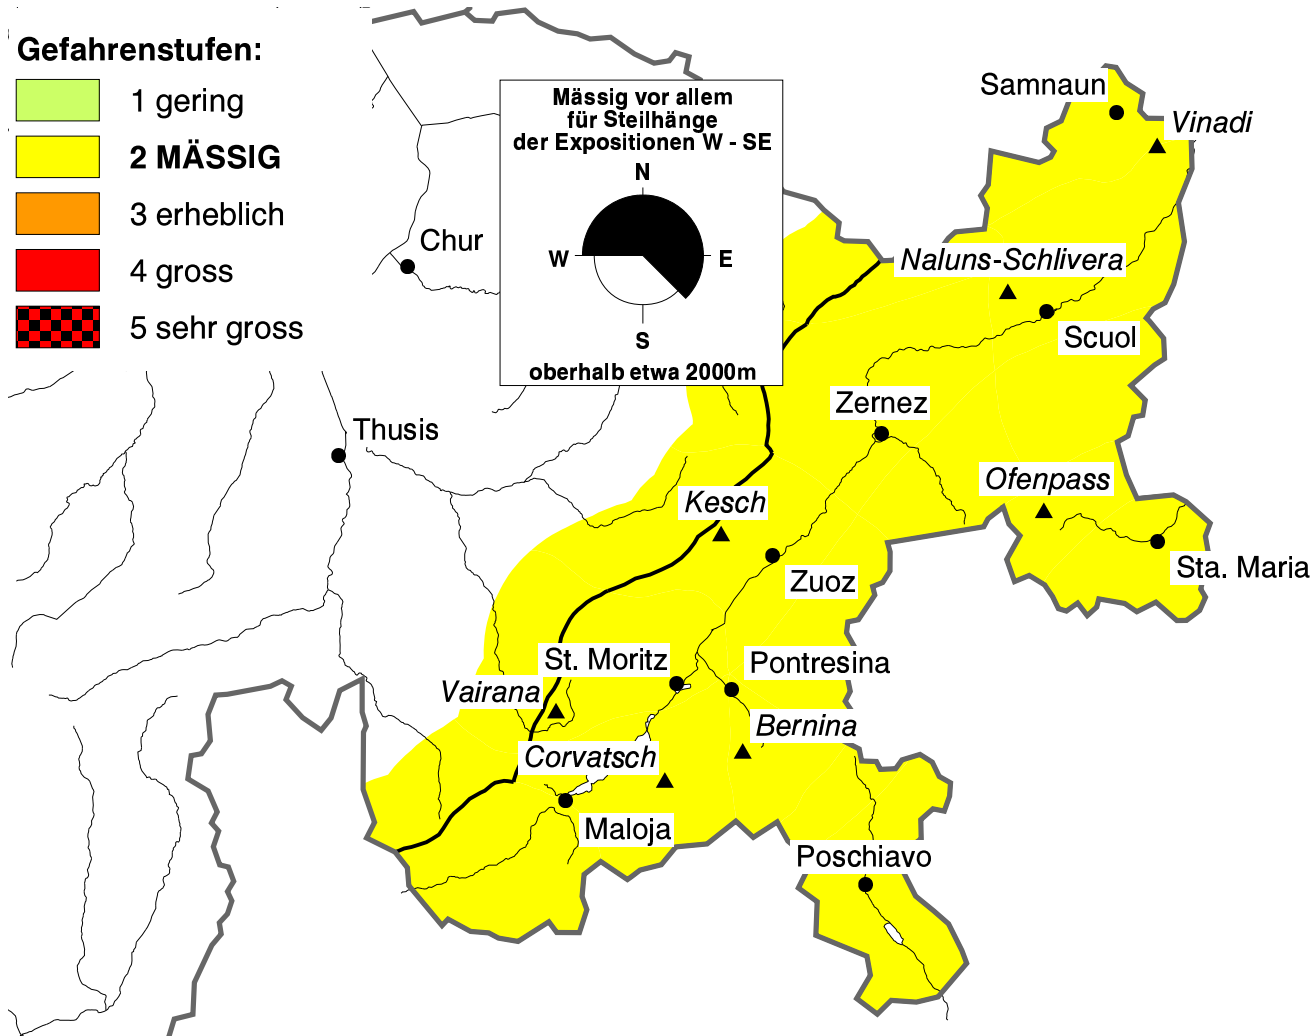 Gefahrenstufen:
1 gering
2 MÄSSIG
3 erheblich
4 gross
5 sehr gross
Mässig vor allem
für Steilhänge
der Expositionen W - SE
N
W
E
S
oberhalb etwa 2000m
Samnaun
Vinadi
Chur
Naluns-Schlivera
Scuol
Zernez
Thusis
Ofenpass
Kesch
Sta. Maria
Zuoz
St. Moritz
Pontresina
Vairana
Bernina
Corvatsch
Maloja
Poschiavo